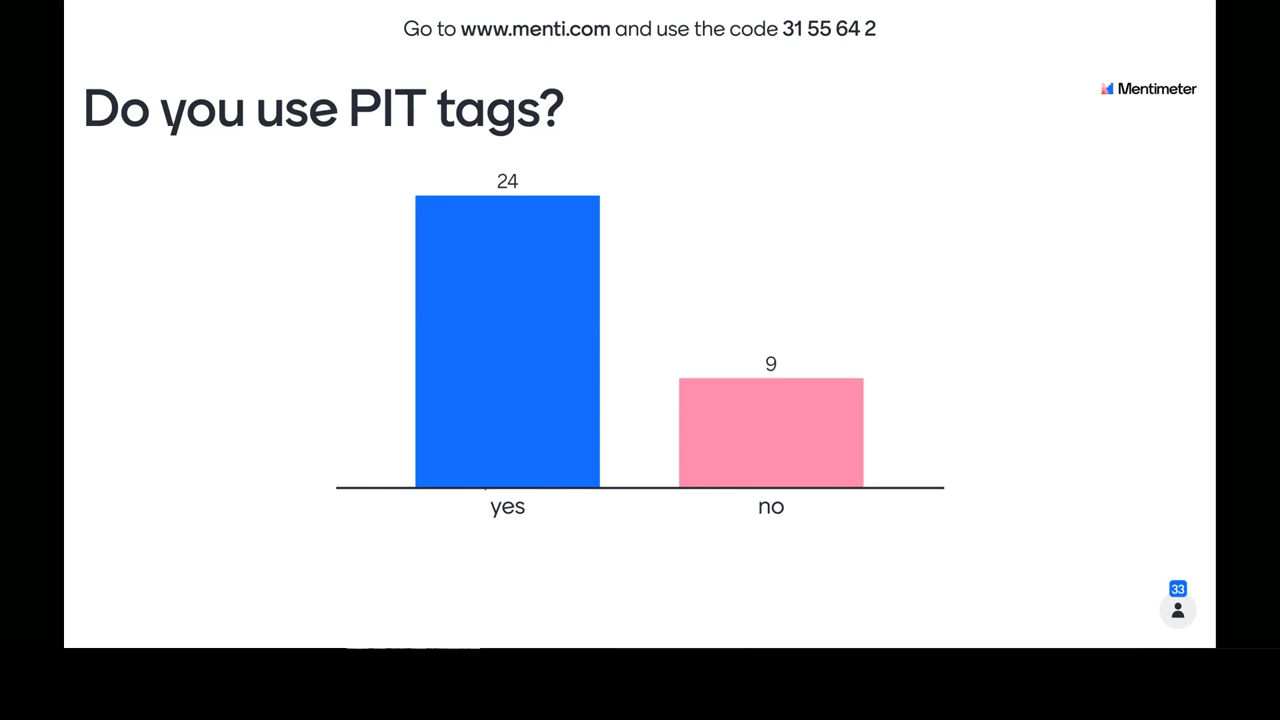 Go to www.menti.com and use the code 31 55 64 2
Mentimeter
Do you use PIT tags?
24
9
yes
no
33